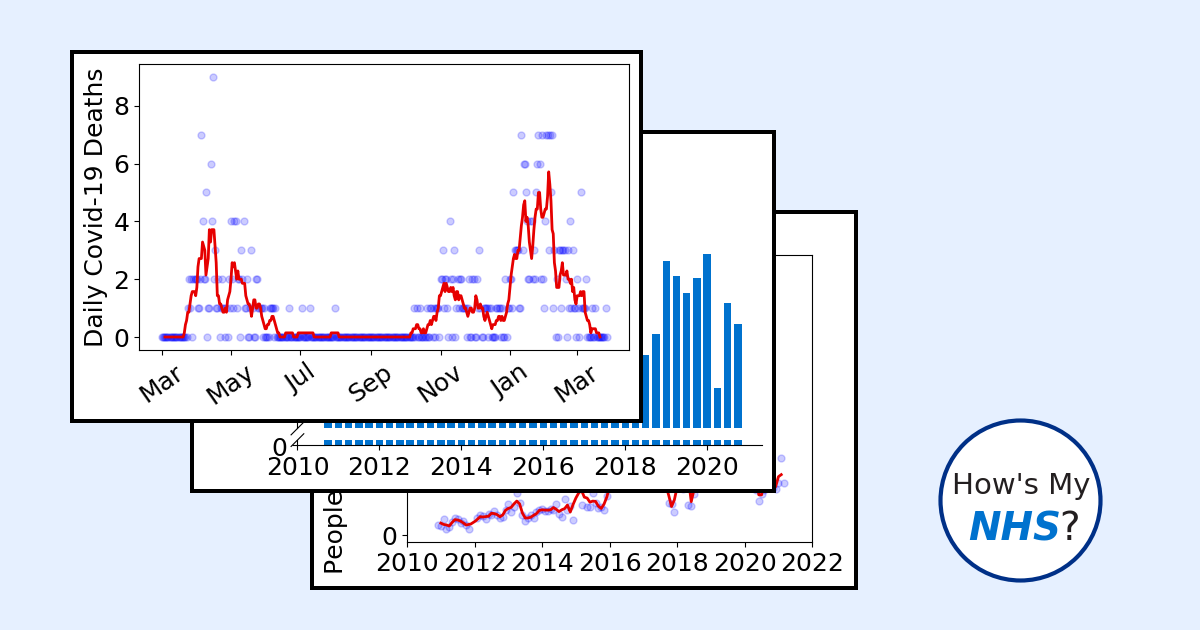 Daily Covid-19 Deaths
8
6
4
2
0
Mar May Jul Sep Nov Jan Mar
0
2010 2012 2014 2016 2018 2020
People
0
2010 2012 2014 2016 2018 2020 2022
How's My
NHS?